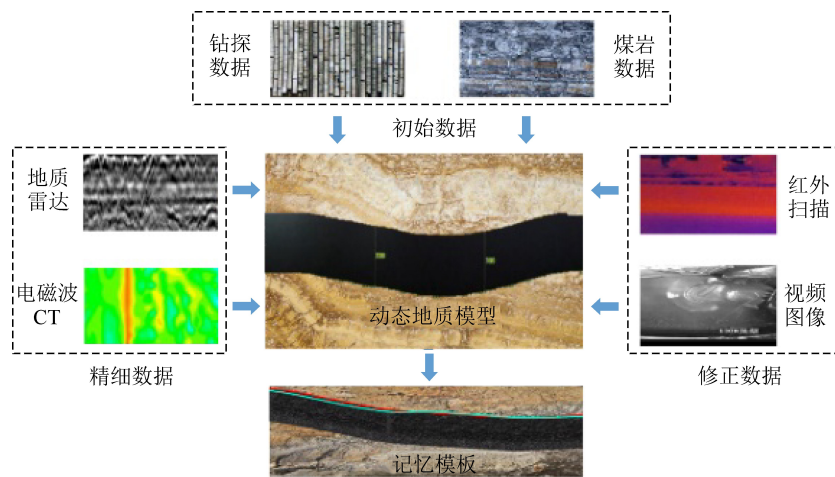 钻探
数据
煤岩
数据
初始数据
地质
雷达
红外
扫描
电磁波
CT
动态地质模型
视频
图像
精细数据
修正数据
记忆模板